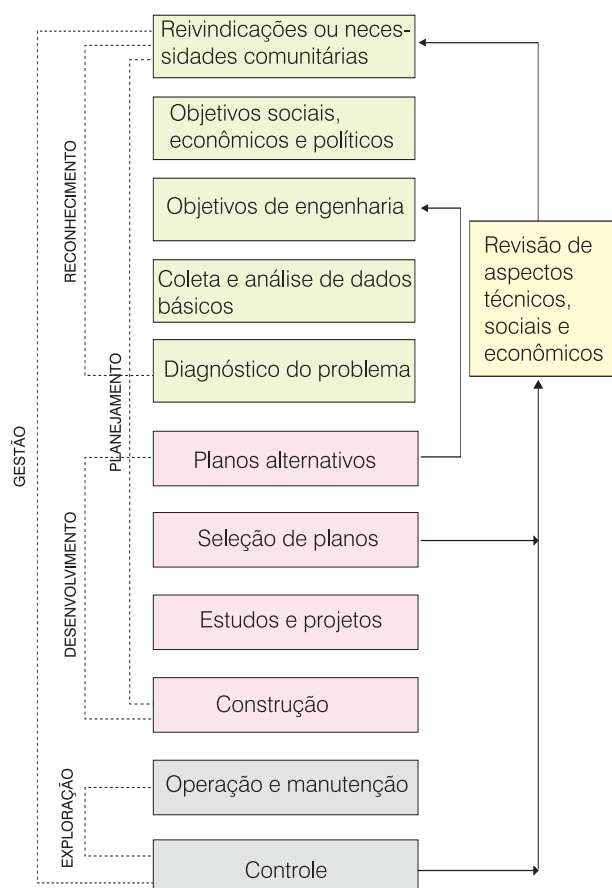 Reivindicações ou neces-
sidades comunitárias
Objetivos sociais,
econômicos e políticos
Objetivos de engenharia
Coleta e análise de dados
básicos
Diagnóstico do problema
Planos alternativos
Seleção de planos
Estudos e projetos
Construção
Operação e manutenção
Controle
Revisão de
aspectos
técnicos,
sociais e
econômicos
RECONHECIMENTO
PLANEJAMENTO
GESTÃO
DESENVOLVIMENTO
EXPLORAÇÃO